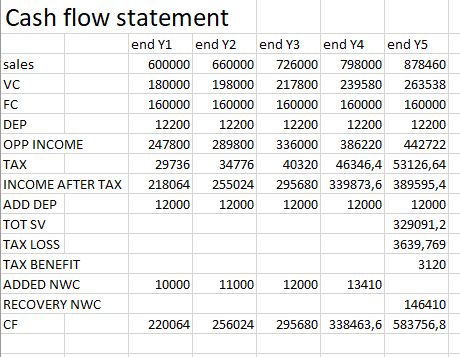 Cash flow statement
end Y1 end Y2 end Y3 end Y4 end Y5
sales 600000 660000 726000 798000 878460
VC 180000 198000 217800 239580 263538
FC 160000 160000 160000 160000 160000
DEP 12200 12200 12200 12200 12200
OPP INCOME 247800 289800 336000 386220 442722
TAX 29736 34776 40320 46346,4 53126,64
INCOME AFTER TAX 218064 255024 295680 339873,6 389595,4
ADD DEP 12000 12000 12000 12000 12000
TOT SV 329091,2
TAX LOSS 3639,769
TAX BENEFIT 3120
ADDED NWC 10000 11000 12000 13410
RECOVERY NWC 146410
CF 220064 256024 295680 338463,6 583756,8